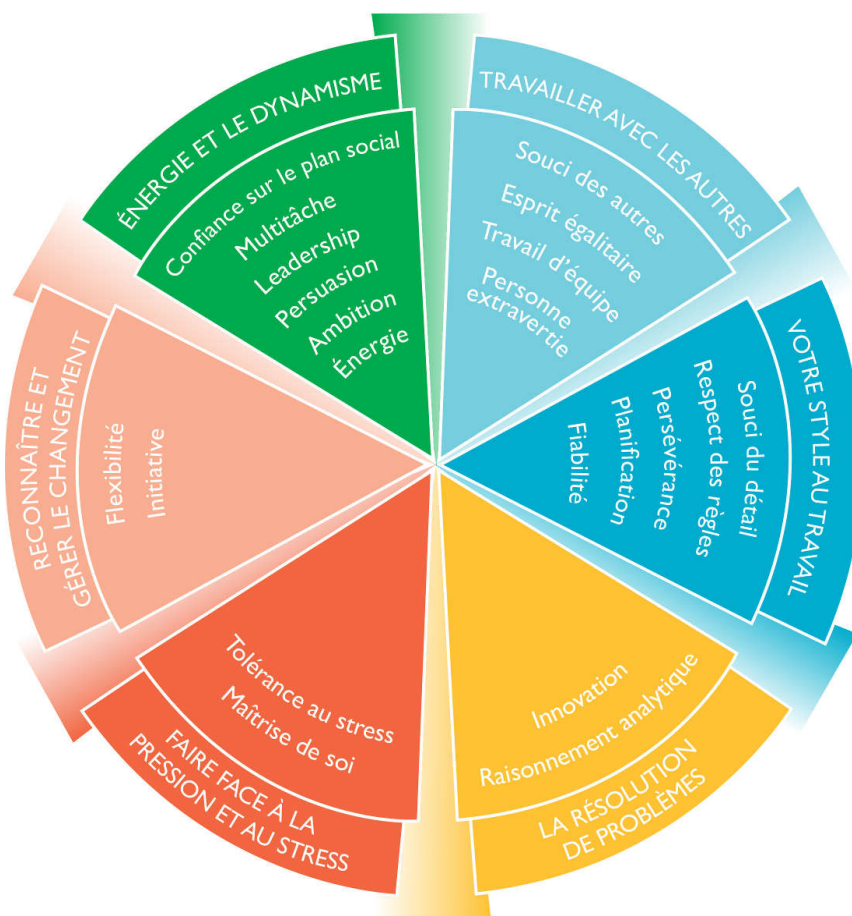 ÉNERGIE ET LE DYNAMISME
Confiance sur le plan social
Multitâche
Leadership
Persuasion
Ambition
Énergie
TRAVAILLER AVEC LES AUTRES
Souci des autres
Esprit égalitaire
Travail d'équipe
Personne
extravertie
VOTRE STYLE AU TRAVAIL
Souci du détail
Respect des règles
Persévérance
Planification
Fiabilité
Innovation
Raisonnement analytique
LA RÉSOLUTION
DE PROBLÈMES
Tolérance au stress
Maîtrise de soi
FAIRE FACE À LA
PRESSION ET AU STRESS
RECONNAÎTRE ET
GÉRER LE CHANGEMENT
Flexibilité
Initiative